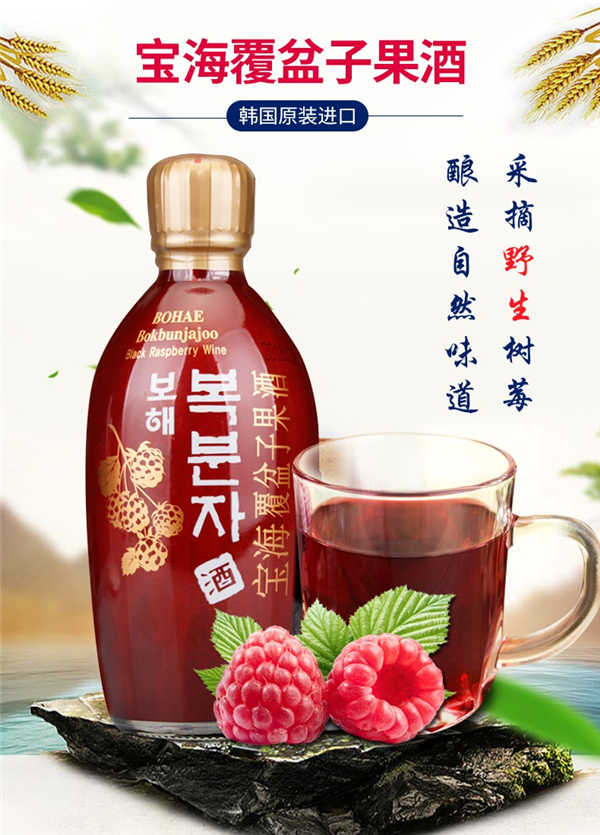 宝海覆盆子果酒
韩国原装进口
采摘野生树莓
酿造自然味道
BOHAE
Bokbunjajoo
Black Raspberry Wine
보해
복분자
酒
宝海覆盆子果酒